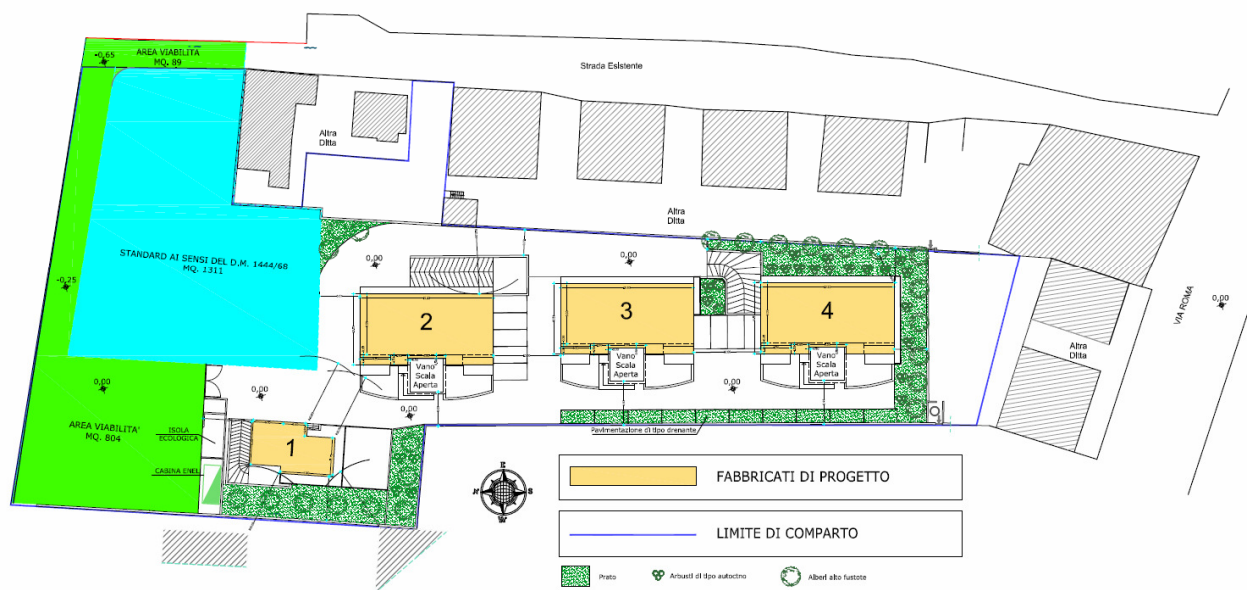 -0,65
AREA VIABILITA'
MQ. 89
Strada Esistente
Altra
Ditta
Altra
Ditta
STANDARD AI SENSI DEL D.M. 1444/68
MQ. 1311
-0,25
0,00
0,00
0,00
VIA ROMA
2
3
4
Altra
Ditta
Vano
Scala
Aperta
Vano
Scala
Aperta
Vano
Scala
Aperta
0,00
0,00
0,00
0,00
AREA VIABILITA'
MQ. 804
ISOLA
ECOLOGICA
CABINA ENEL
1
Pavimentazione di tipo drenante
E
N
S
W
FABBRICATI DI PROGETTO
LIMITE DI COMPARTO
Prato
Arbusti di tipo autoctno
Alberi alto fustote